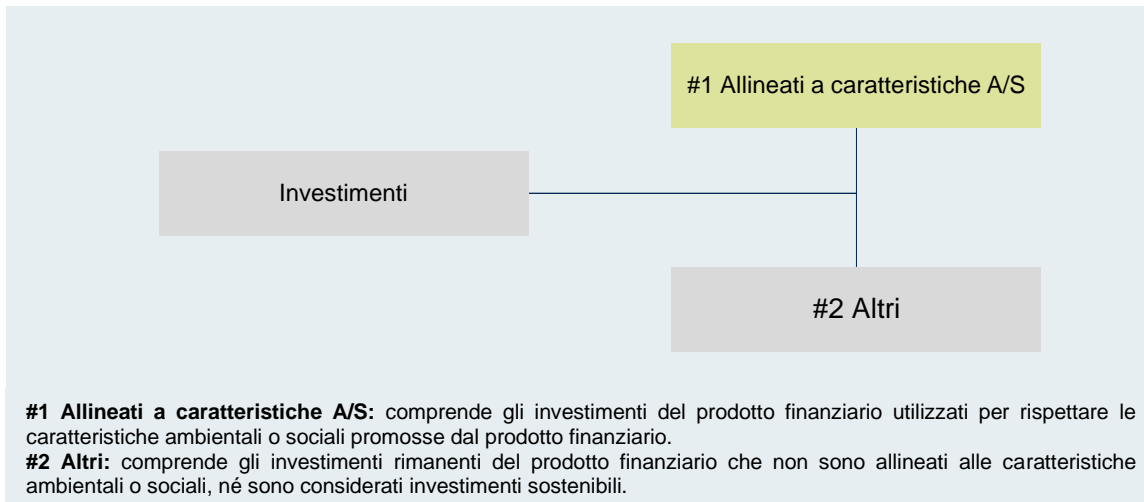 #1 Allineati a caratteristiche A/S
Investimenti
#2 Altri
#1 Allineati a caratteristiche A/S: comprende gli investimenti del prodotto finanziario utilizzati per rispettare le
caratteristiche ambientali o sociali promosse dal prodotto finanziario.
#2 Altri: comprende gli investimenti rimanenti del prodotto finanziario che non sono allineati alle caratteristiche
ambientali o sociali, né sono considerati investimenti sostenibili.